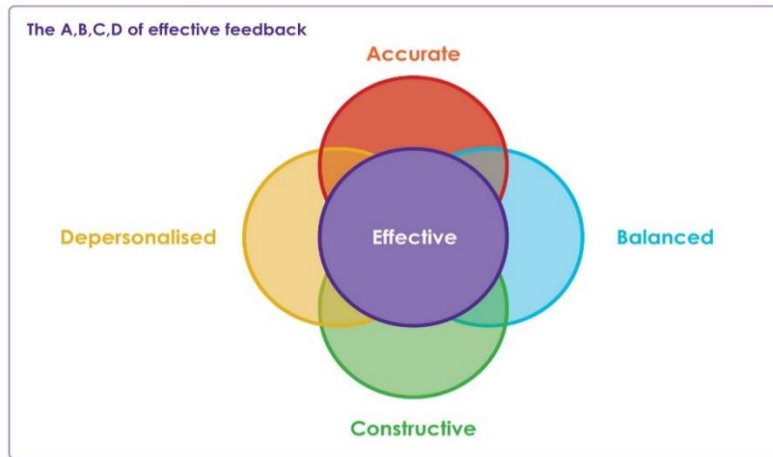 The A,B,C,D of effective feedback
Accurate
Depersonalised
Effective
Balanced
Constructive